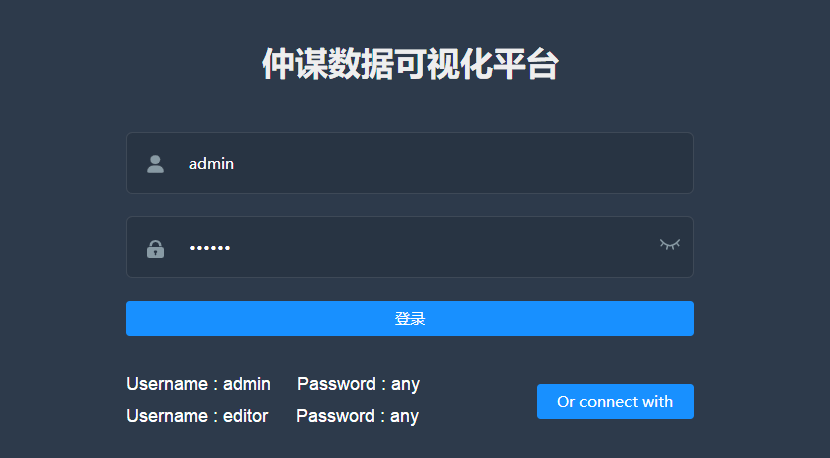 仲谋数据可视化平台
admin
••••••
登录
Username : admin Password : any
Username : editor Password : any
Or connect with